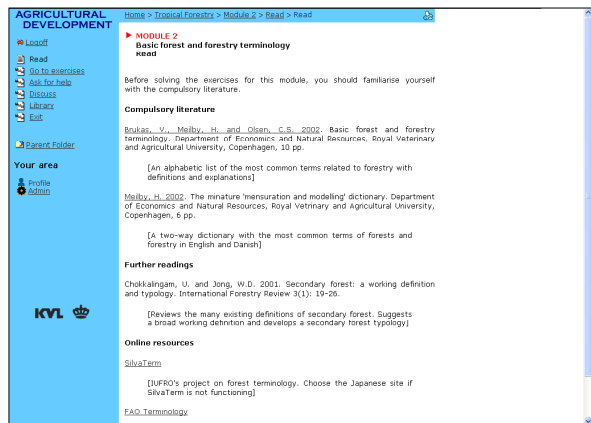 AGRICULTURAL
DEVELOPMENT
Logoff
Read
Go to exercises
Ask for help
Discuss
Library
Exit
Parent Folder
Your area
Profile
Admin
KVL
Home > Tropical Forestry > Module 2 > Read > Read
MODULE 2
Basic forest and forestry terminology
Read
Before solving the exercises for this module, you should familiarise yourself
with the compulsory literature.
Compulsory literature
Brukas, V., Meilby, H. and Olsen, C.S. 2002. Basic forest and forestry
terminology. Department of Economics and Natural Resources, Royal Veterinary
and Agricultural University, Copenhagen, 10 pp.
[An alphabetic list of the most common terms related to forestry with
definitions and explanations]
Meilby, H. 2002. The minature 'mensuration and modelling' dictionary. Department
of Economics and Natural Resources, Royal Vetrinary and Agricultural University,
Copenhagen, 6 pp.
[A two-way dictionary with the most common terms of forests and
forestry in English and Danish]
Further readings
Chokkalingam, U. and Jong, W.D. 2001. Secondary forest: a working definition
and typology. International Forestry Review 3(1): 19-26.
[Reviews the many existing definitions of secondary forest. Suggests
a broad working definition and develops a secondary forest typology]
Online resources
SilvaTerm
[IUFRO's project on forest terminology. Choose the Japanese site if
SilvaTerm is not functioning]
FAO Terminology